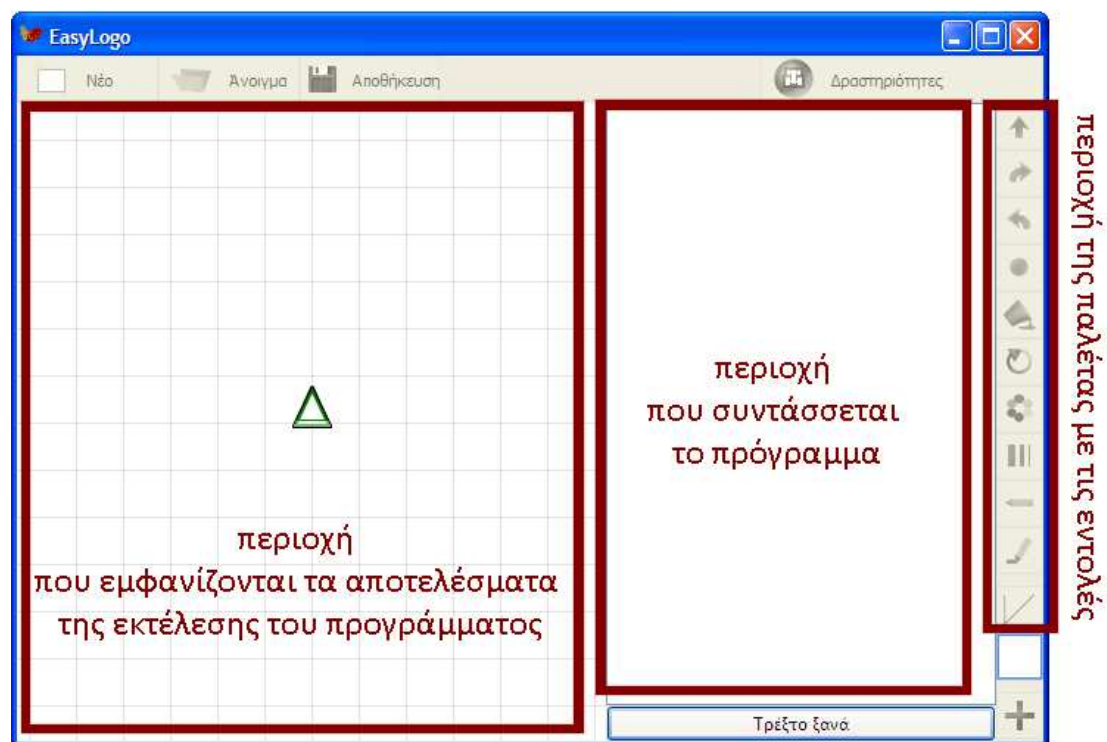 EasyLogo
Νέο
Άνοιγμα
Αποθήκευση
Δραστηριότητες
περιοχή
που εμφανίζονται τα αποτελέσματα
της εκτέλεσης του προγράμματος
περιοχή
που συντάσσεται
το πρόγραμμα
περιοχή της παλέτας με τις εντολές
Τρέξτο ξανά